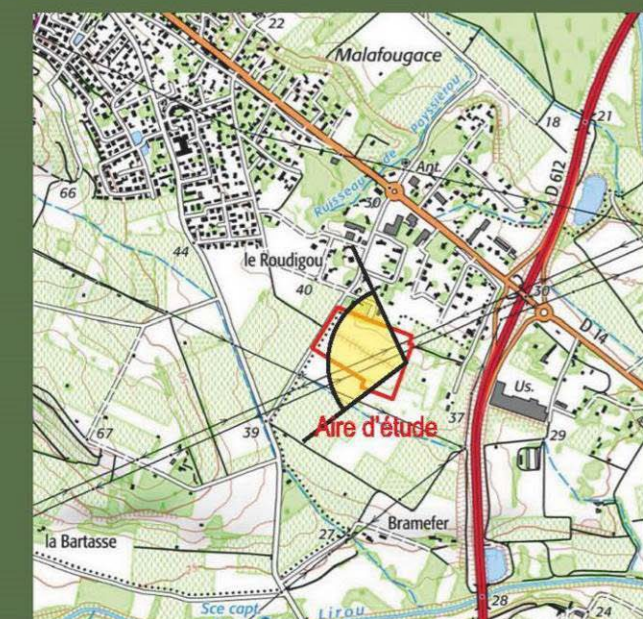 22
Malafougace
Ruisseau de Poyssièrou
18
21
66
Ant.
30
D 612
44
le Roudigou
40
30
D 14
Us.
37
Aire d'étude
67
39
29
Bramefer
27
la Bartasse
Sce capt.
Lirou
28
24